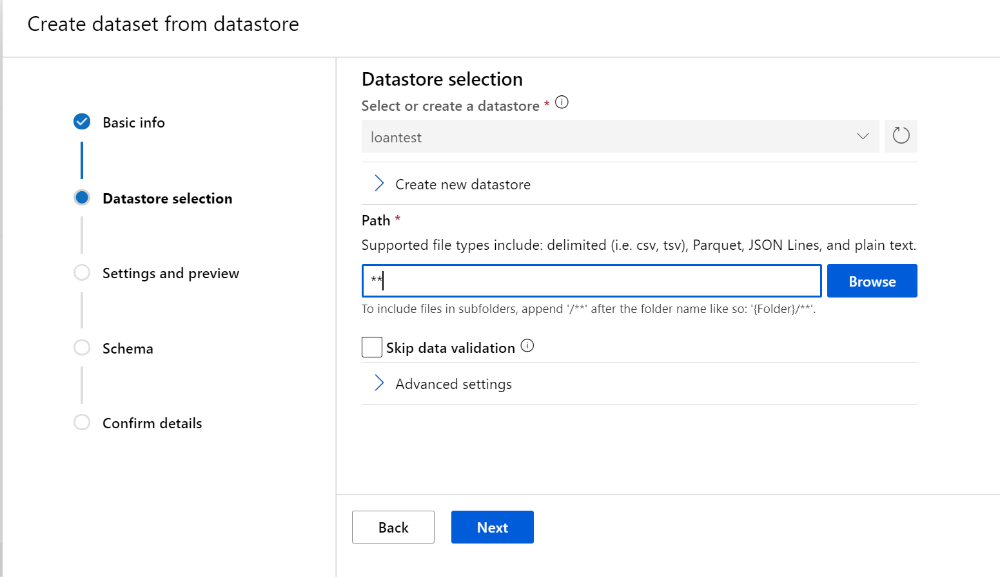 Create dataset from datastore
Basic info
Datastore selection
Settings and preview
Schema
Confirm details
Datastore selection
Select or create a datastore *
loantest
Create new datastore
Path *
Supported file types include: delimited (i.e. csv, tsv), Parquet, JSON Lines, and plain text.
**
Browse
To include files in subfolders, append '/**' after the folder name like so: '{Folder}/**'.
Skip data validation
Advanced settings
Back
Next